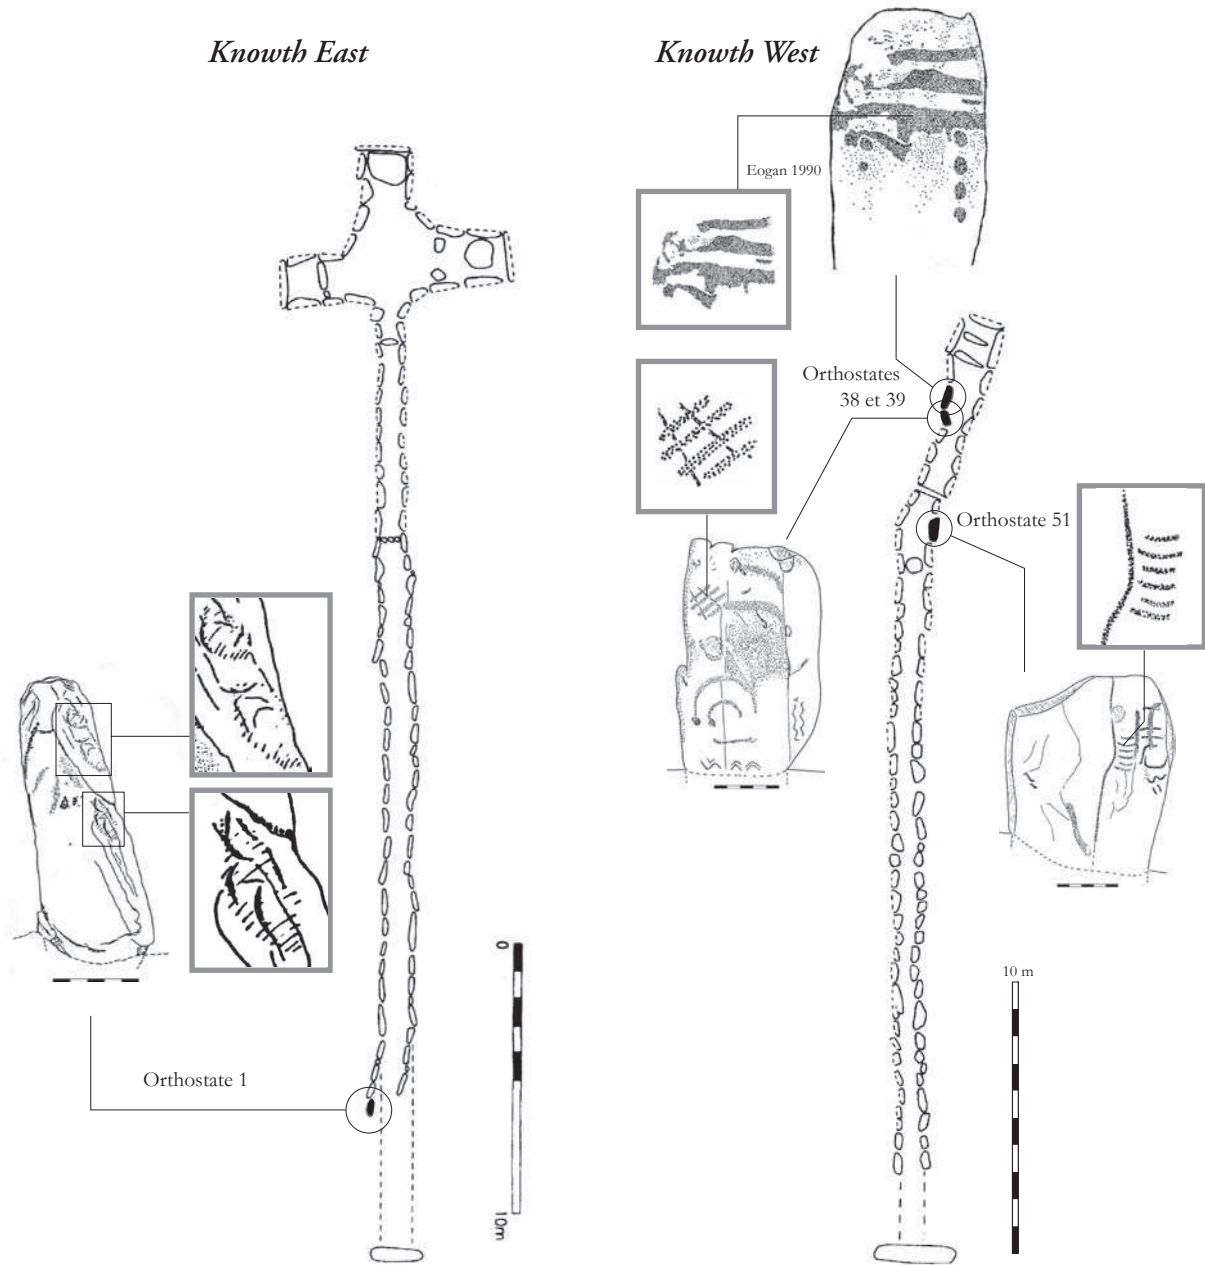 Knowth East
Knowth West
Eogan 1990
Orthostates
38 et 39
Orthostate 51
Orthostate 1
0
10m
10 m